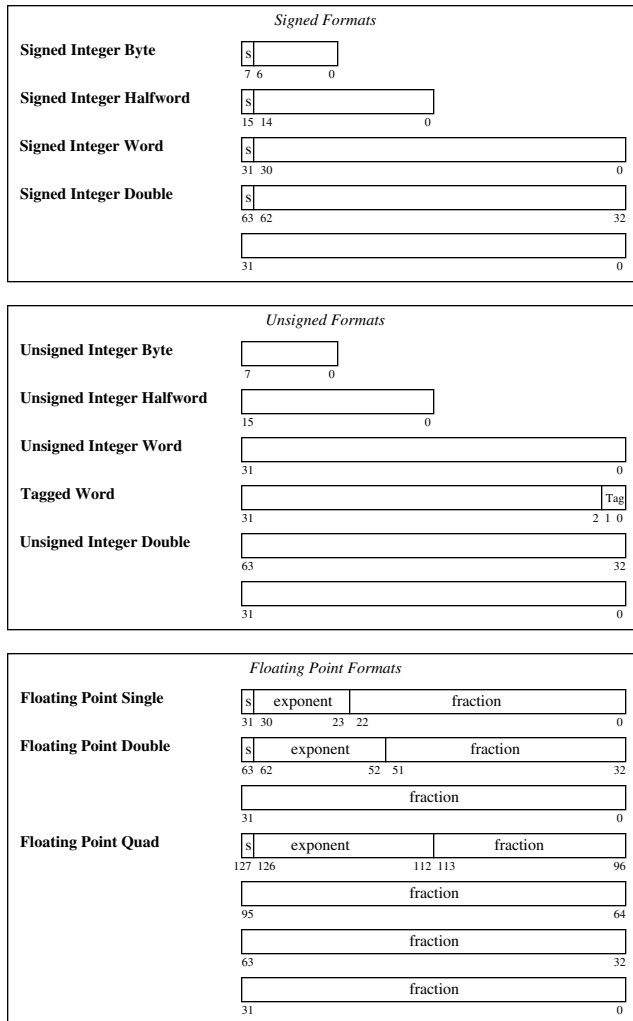 Signed Formats
Signed Integer Byte s
7 6 0
Signed Integer Halfword s
15 14 0
Signed Integer Word s
31 30 0
Signed Integer Double s
63 62 32
31 0
Unsigned Formats
Unsigned Integer Byte
7 0
Unsigned Integer Halfword
15 0
Unsigned Integer Word
31 0
Tagged Word Tag
31 2 1 0
Unsigned Integer Double
63 32
31 0
Floating Point Formats
Floating Point Single s exponent fraction
31 30 23 22 0
Floating Point Double s exponent fraction
63 62 52 51 32
fraction
31 0
Floating Point Quad s exponent fraction
127 126 112 113 96
fraction
95 64
fraction
63 32
fraction
31 0